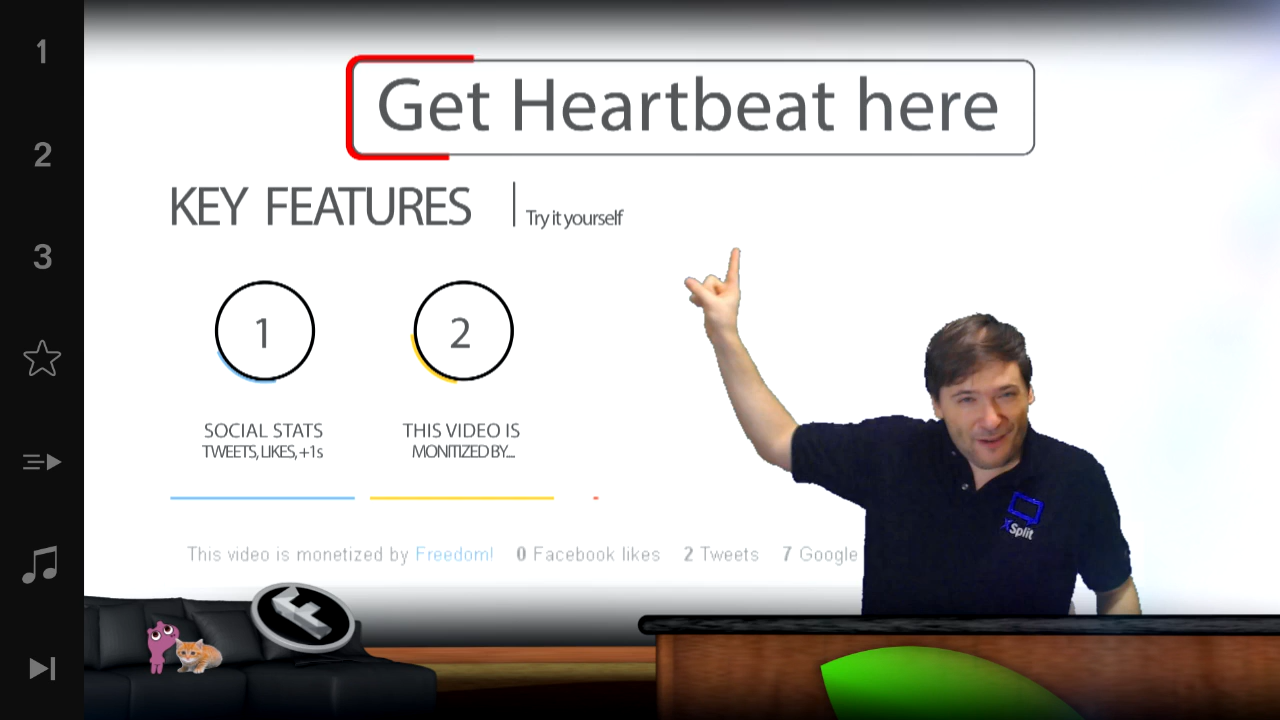 1
2
3
Get Heartbeat here
KEY FEATURES
Try it yourself
1
2
SOCIAL STATS
TWEETS, LIKES, +1s
THIS VIDEO IS
MONITIZED BY...
XSplit
This video is monetized by Freedom! 0 Facebook likes 2 Tweets 7 Google
F